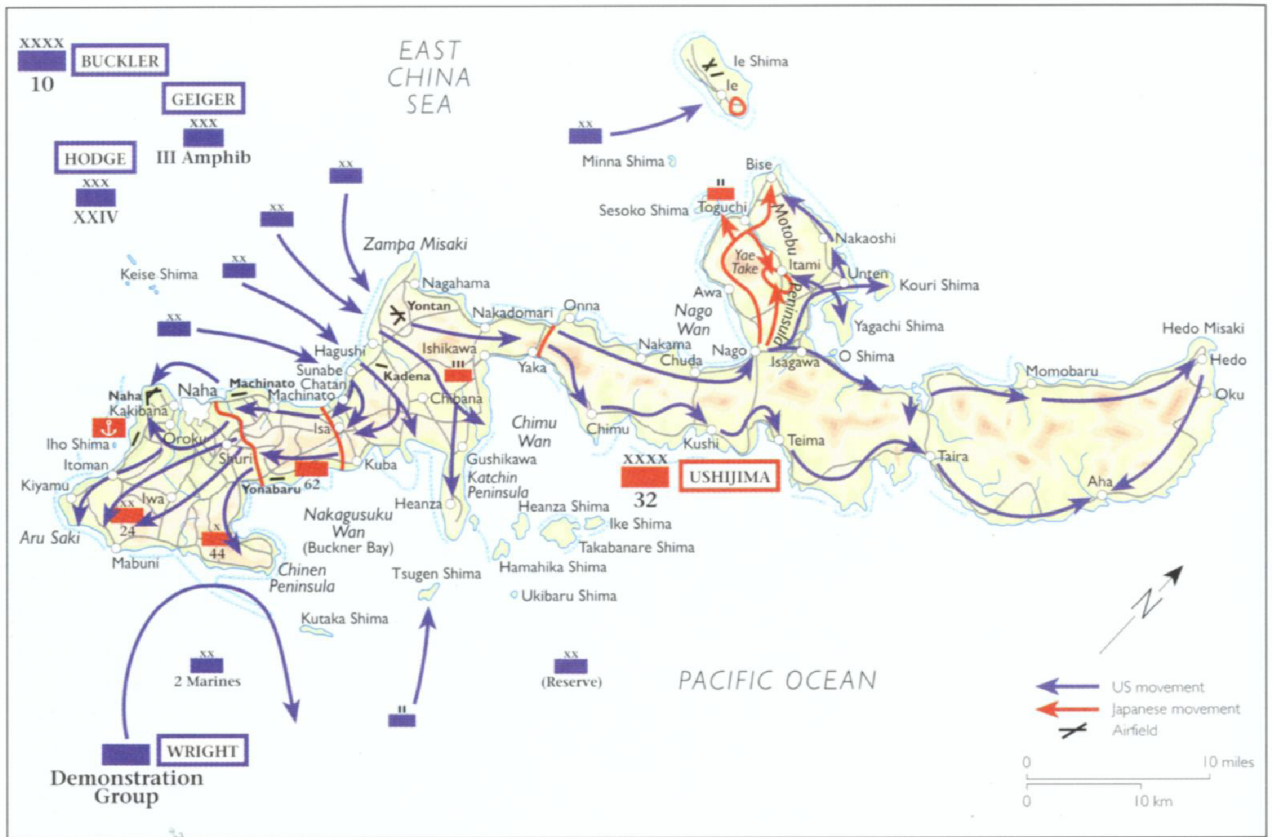 XXXX
10
BUCKLER
GEIGER
XXX
III Amphib
HODGE
XXX
XXIV
EAST
CHINA
SEA
Ie Shima
Ie
XX
Minna Shima
Bise
II
Sesoko Shima
Toguchi
Motobu
Peninsula
Nakaoshi
Yae
Take
Itami
Unten
Kouri Shima
Awa
Yagachi Shima
Nago
Wan
Nago
Isagawa
O Shima
Hedo Misaki
Hedo
Oku
Momobaru
XX
XX
XX
XX
Keise Shima
Zampa Misaki
Nagahama
Yontan
Nakadomari
Onna
Nakama
Chuda
Hagushi
Ishikawa
III
Yaka
Sunabe
Kadena
Chatan
Chibana
Naha
Naha
Machinato
Machinato
Kakibana
Isa
Iho Shima
Oroku
Shuri
Chimu
Wan
Chimu
Kushi
Teima
Taira
Aha
Itoman
Kuba
Gushikawa
62
Yonabaru
Katchin
Peninsula
Kiyamu
Iwa
Heanza
XX
24
X
44
Aru Saki
Mabuni
Nakagusuku
Wan
(Buckner Bay)
XXXX
32
USHIJIMA
Heanza Shima
Ike Shima
Takabanare Shima
Hamahika Shima
Chinen
Peninsula
Tsugen Shima
Ukibaru Shima
Kutaka Shima
XX
2 Marines
XX
(Reserve)
PACIFIC OCEAN
II
WRIGHT
Demonstration
Group
N
US movement
Japanese movement
Airfield
0
10 miles
0
10 km